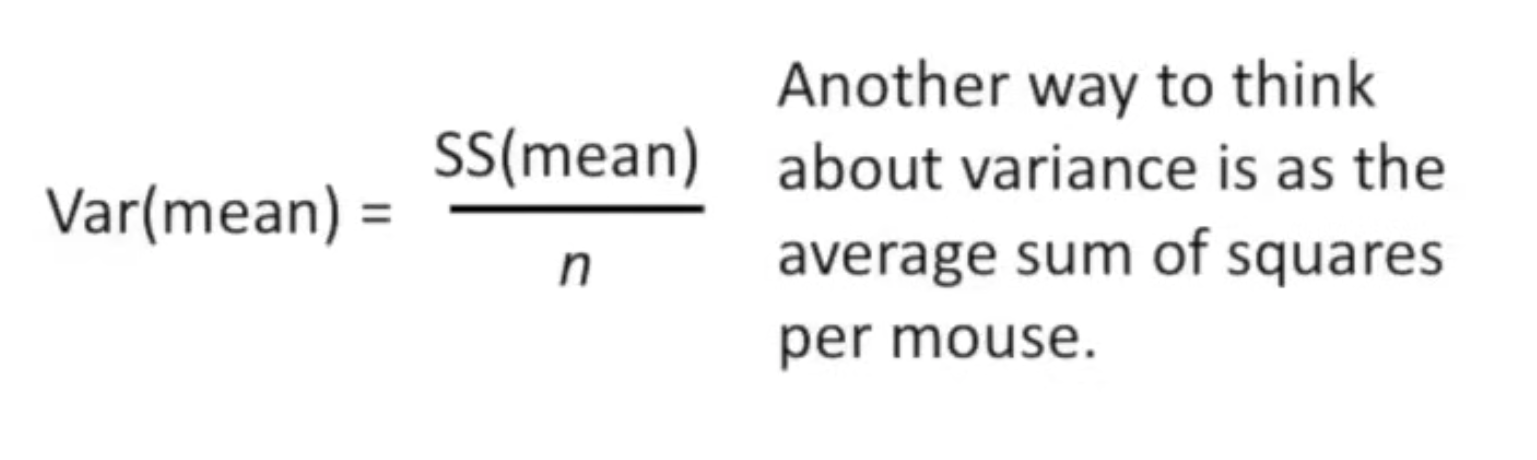 Var(mean) = SS(mean) / n
Another way to think
about variance is as the
average sum of squares
per mouse.